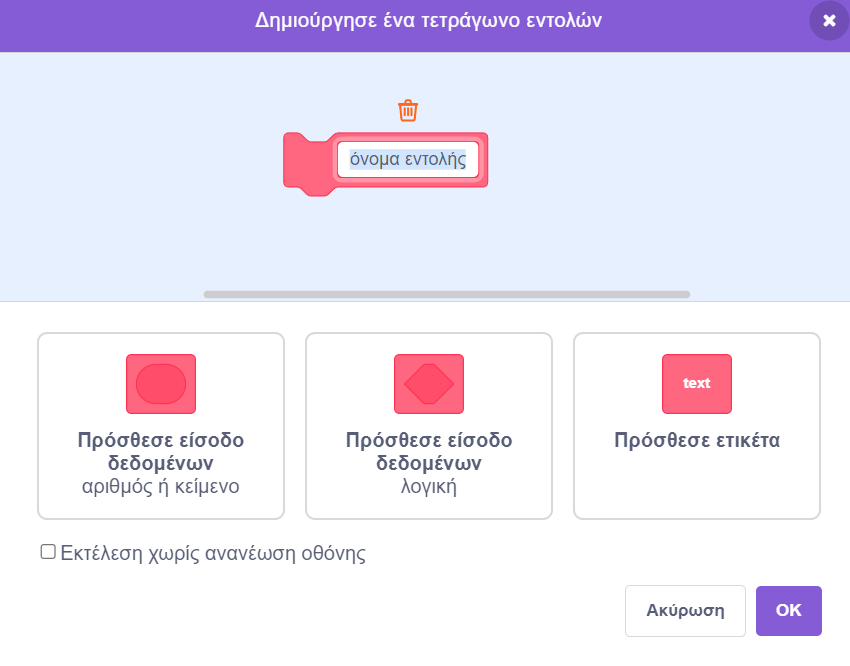 Δημιούργησε ένα τετράγωνο εντολών
όνομα εντολής
text
Πρόσθεσε είσοδο
δεδομένων
αριθμός ή κείμενο
Πρόσθεσε είσοδο
δεδομένων
λογική
Πρόσθεσε ετικέτα
Εκτέλεση χωρίς ανανέωση οθόνης
Ακύρωση
OK